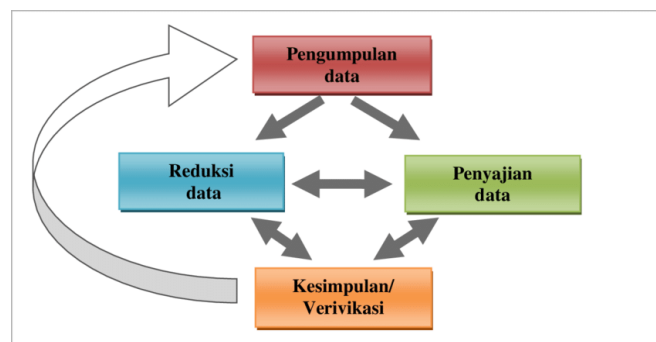 Pengumpulan
data
Reduksi
data
Penyajian
data
Kesimpulan/
Verivikasi